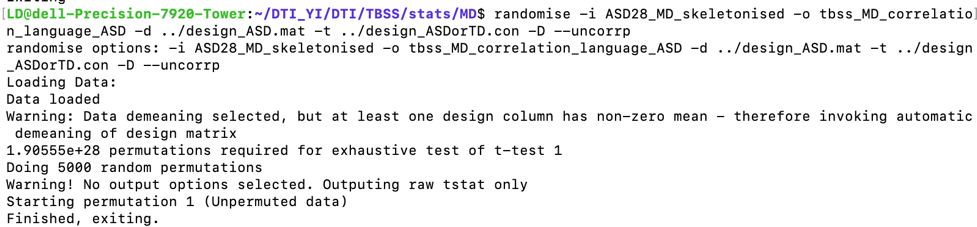 [LD@dell-Precision-7920-Tower:~/DTI_YI/DTI/TBSS/stats/MD$ randomise -i ASD28_MD_skeletonised -o tbss_MD_correlatio]
n_language_ASD -d ../design_ASD.mat -t ../design_ASDorTD.con -D --uncorrp
randomise options: -i ASD28_MD_skeletonised -o tbss_MD_correlation_language_ASD -d ../design_ASD.mat -t ../design
_ASDorTD.con -D --uncorrp
Loading Data:
Data loaded
Warning: Data demeaning selected, but at least one design column has non-zero mean - therefore invoking automatic
 demeaning of design matrix
1.90555e+28 permutations required for exhaustive test of t-test 1
Doing 5000 random permutations
Warning! No output options selected. Outputing raw tstat only
Starting permutation 1 (Unpermuted data)
Finished, exiting.